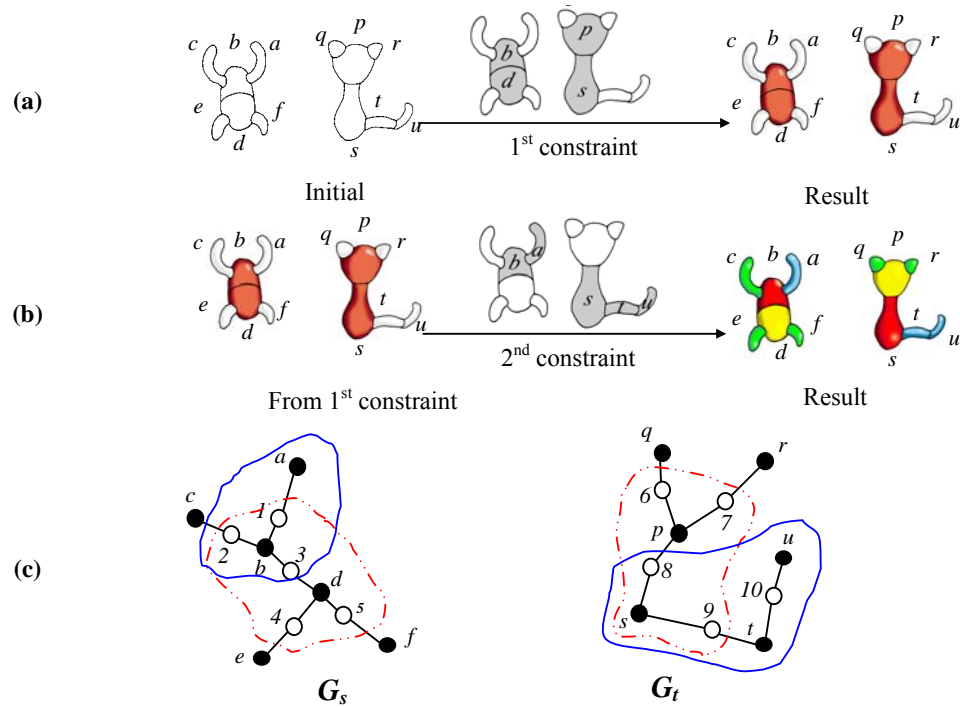 (a)
c b a
e f
d
q p r
t
u
s
b
d
p
s
1st constraint
c b a
e f
d
q p r
t
u
s
Initial
Result
(b)
c b a
e f
d
q p r
t
u
s
b a
s t u
2nd constraint
c b a
e f
d
q p r
t
u
s
From 1st constraint
Result
(c)
a
c
1
2
b
3
d
4
5
e
f
Gs
q
r
6
7
p
u
8
10
s
9
t
Gt